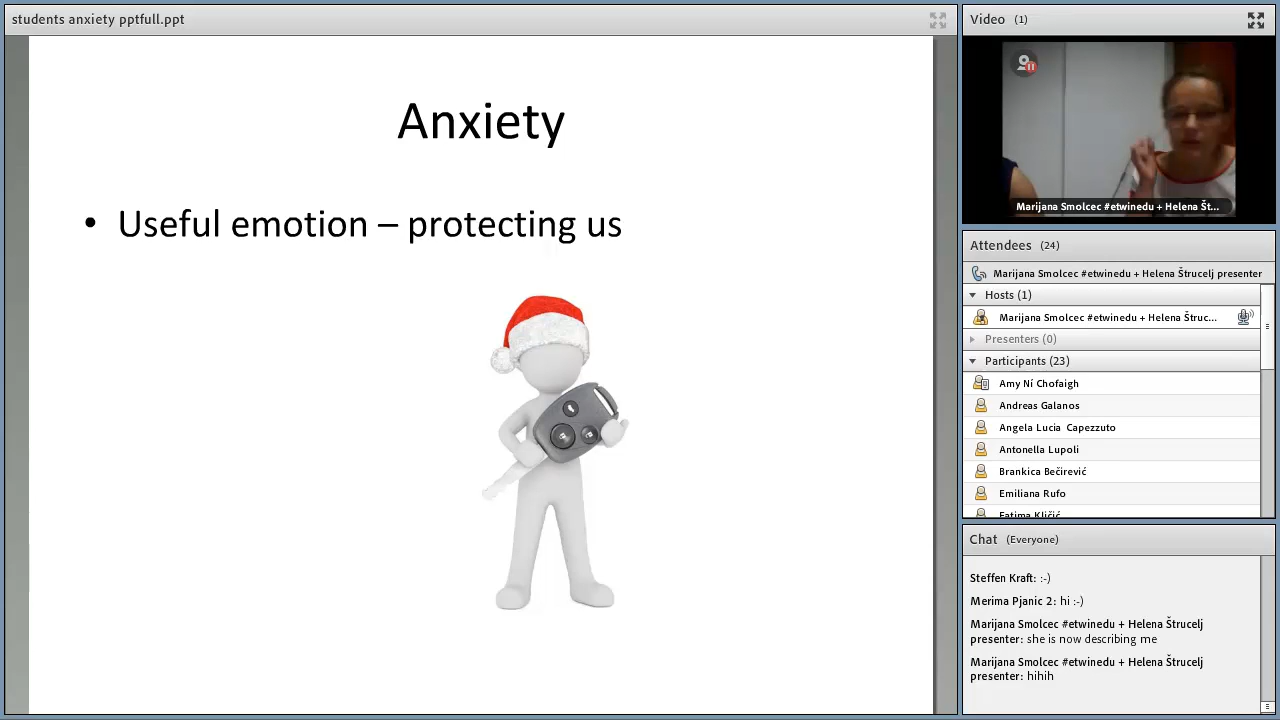 students anxiety pptfull.ppt
Anxiety
• Useful emotion – protecting us
Video (1)
Marijana Smolcec #etwinedu + Helena Št...
Attendees (24)
Marijana Smolcec #etwinedu + Helena Štrucelj presenter
Hosts (1)
Marijana Smolcec #etwinedu + Helena Štruc...
Presenters (0)
Participants (23)
Amy Ní Chofaigh
Andreas Galanos
Angela Lucia Capezzuto
Antonella Lupoli
Brankica Bečirević
Emiliana Rufo
Fatima Kličić
Chat (Everyone)
Steffen Kraft: :-)
Merima Pjanic 2: hi :-)
Marijana Smolcec #etwinedu + Helena Štrucelj
presenter: she is now describing me
Marijana Smolcec #etwinedu + Helena Štrucelj
presenter: hihih